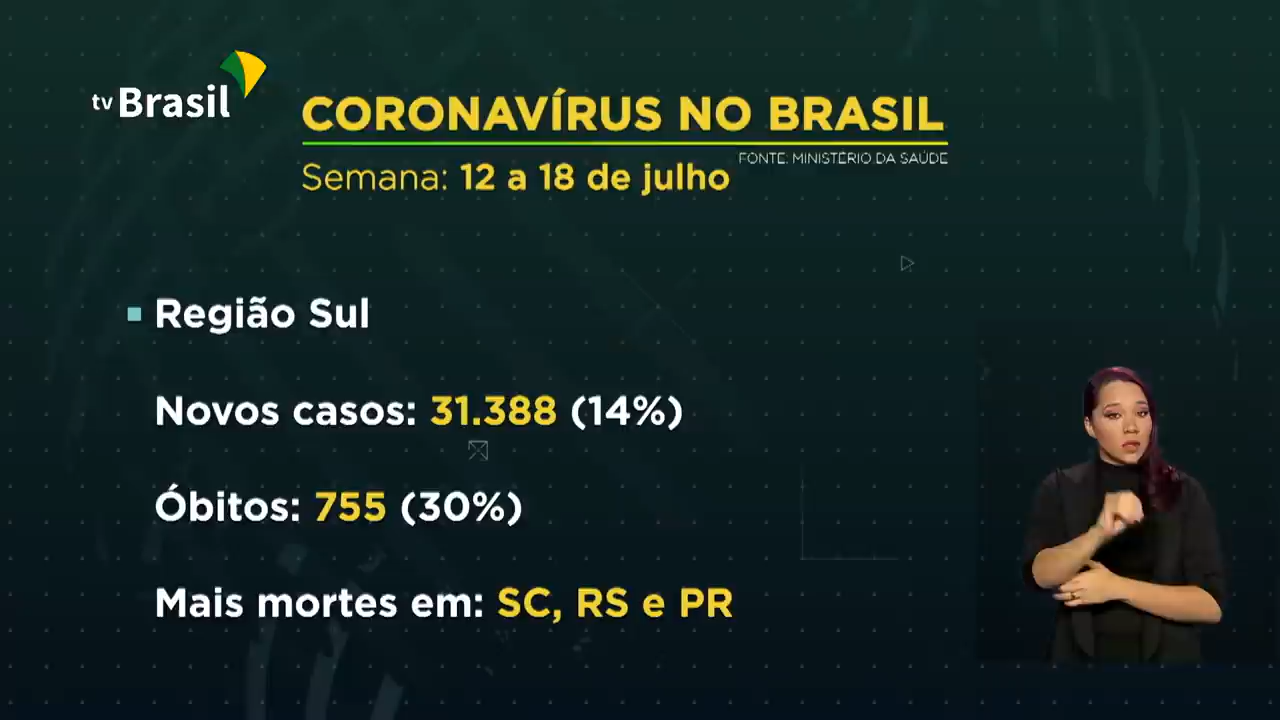 tv Brasil
CORONAVÍRUS NO BRASIL
FONTE: MINISTÉRIO DA SAÚDE
Semana: 12 a 18 de julho
Região Sul
Novos casos: 31.388 (14%)
Óbitos: 755 (30%)
Mais mortes em: SC, RS e PR